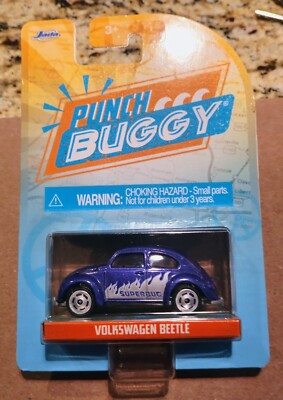 Jada
PUNCH
BUGGY®
WARNING: CHOKING HAZARD - Small parts.
Not for children under 3 years.
SUPERBUG
VOLKSWAGEN BEETLE